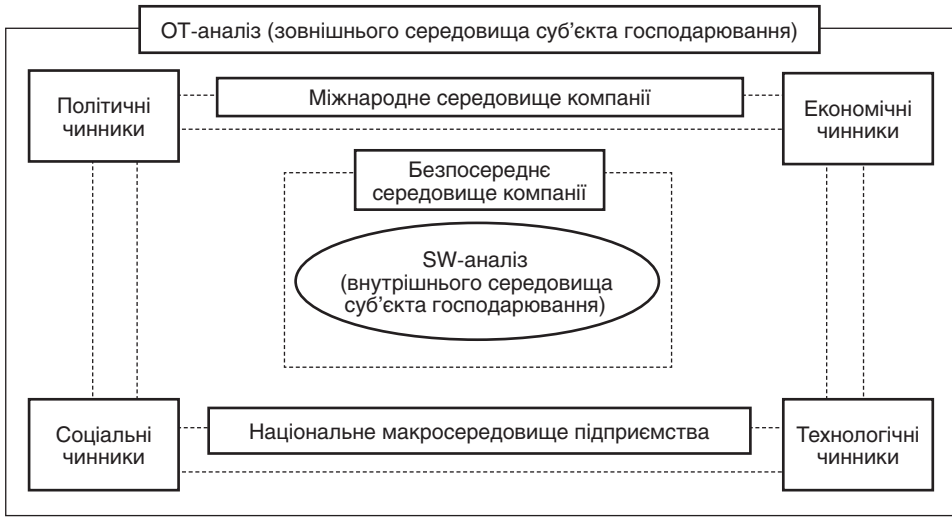 ОТ-аналіз (зовнішнього середовища суб’єкта господарювання)
Політичні
чинники
Міжнародне середовище компанії
Економічні
чинники
Безпосереднє
середовище компанії
SW-аналіз
(внутрішнього середовища
суб’єкта господарювання)
Соціальні
чинники
Національне макросередовище підприємства
Технологічні
чинники